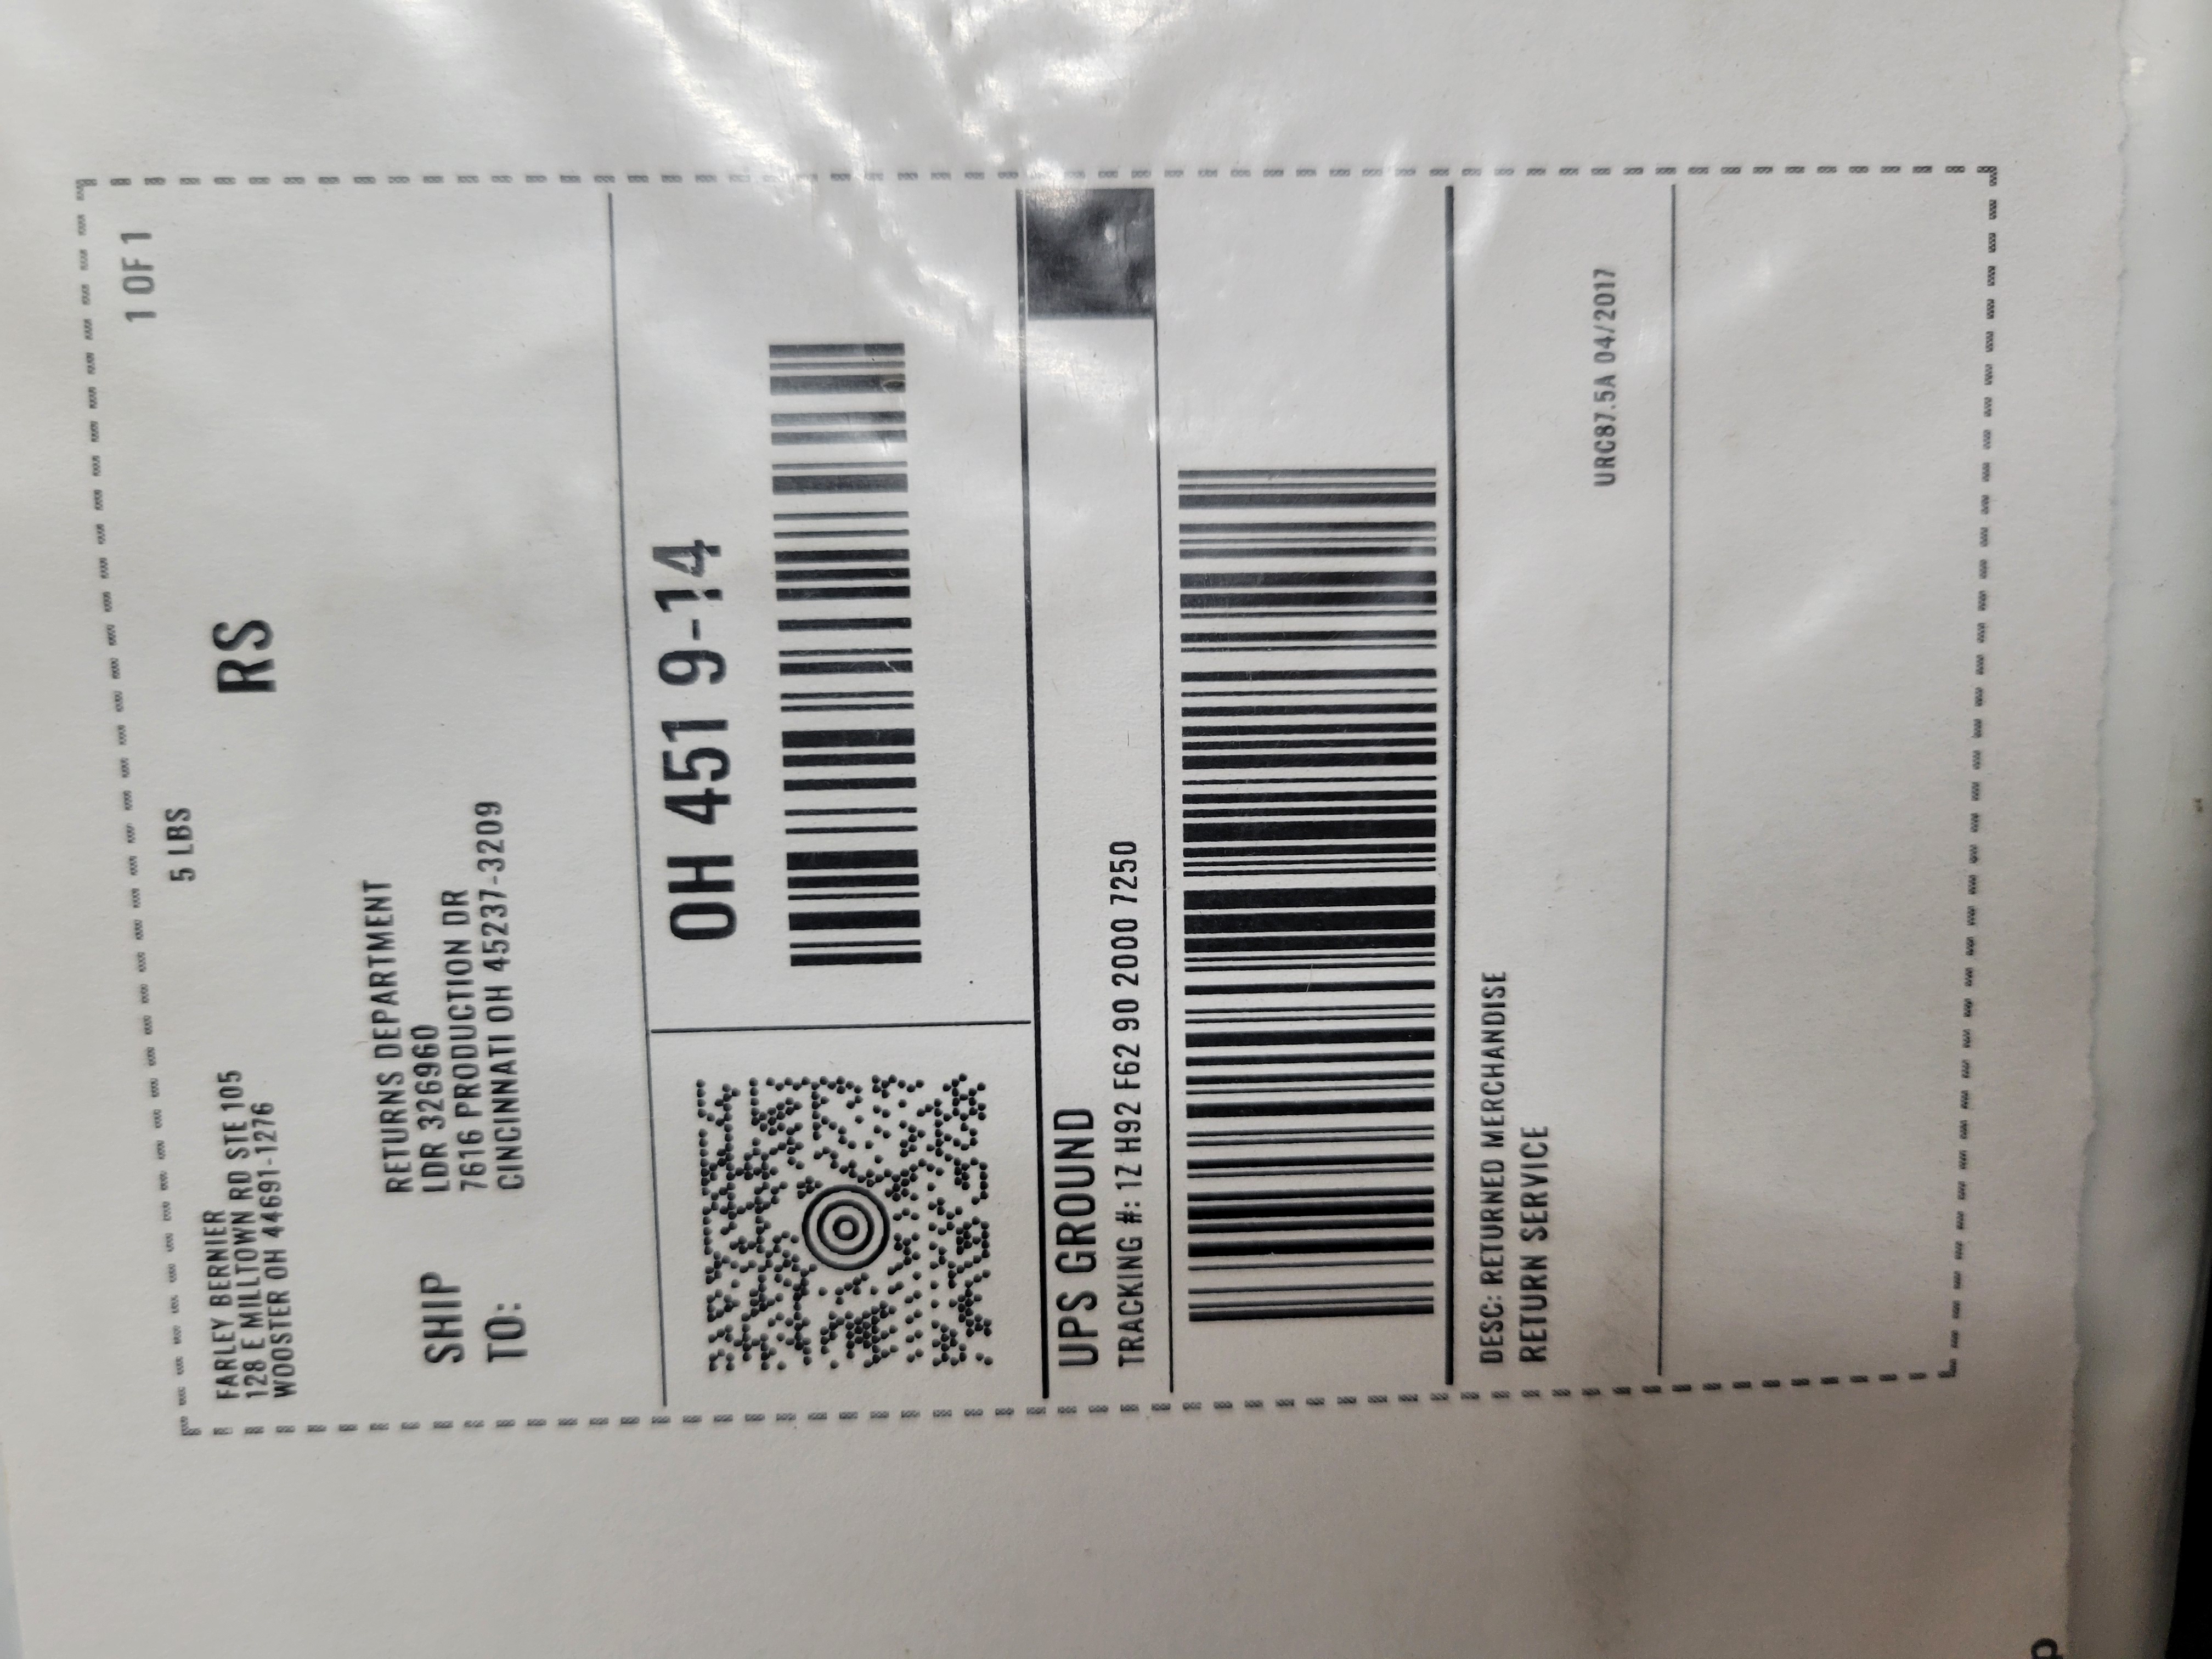 FARLEY BERNIER
128 E MILLTOWN RD STE 105
WOOSTER OH 44691-1276
5 LBS
1 OF 1
RS
SHIP
TO:
RETURNS DEPARTMENT
LDR 326960
7616 PRODUCTION DR
CINCINNATI OH 45237-3209
OH 451 9-14
UPS GROUND
TRACKING #: 1Z H92 F62 90 2000 7250
DESC: RETURNED MERCHANDISE
RETURN SERVICE
URC87.5A 04/2017